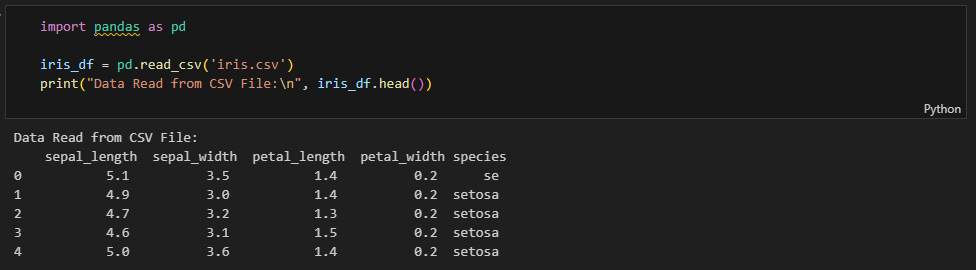 import pandas as pd
iris_df = pd.read_csv('iris.csv')
print("Data Read from CSV File:\n", iris_df.head())
Python
Data Read from CSV File:
sepal_length sepal_width petal_length petal_width species
0 5.1 3.5 1.4 0.2 se
1 4.9 3.0 1.4 0.2 setosa
2 4.7 3.2 1.3 0.2 setosa
3 4.6 3.1 1.5 0.2 setosa
4 5.0 3.6 1.4 0.2 setosa